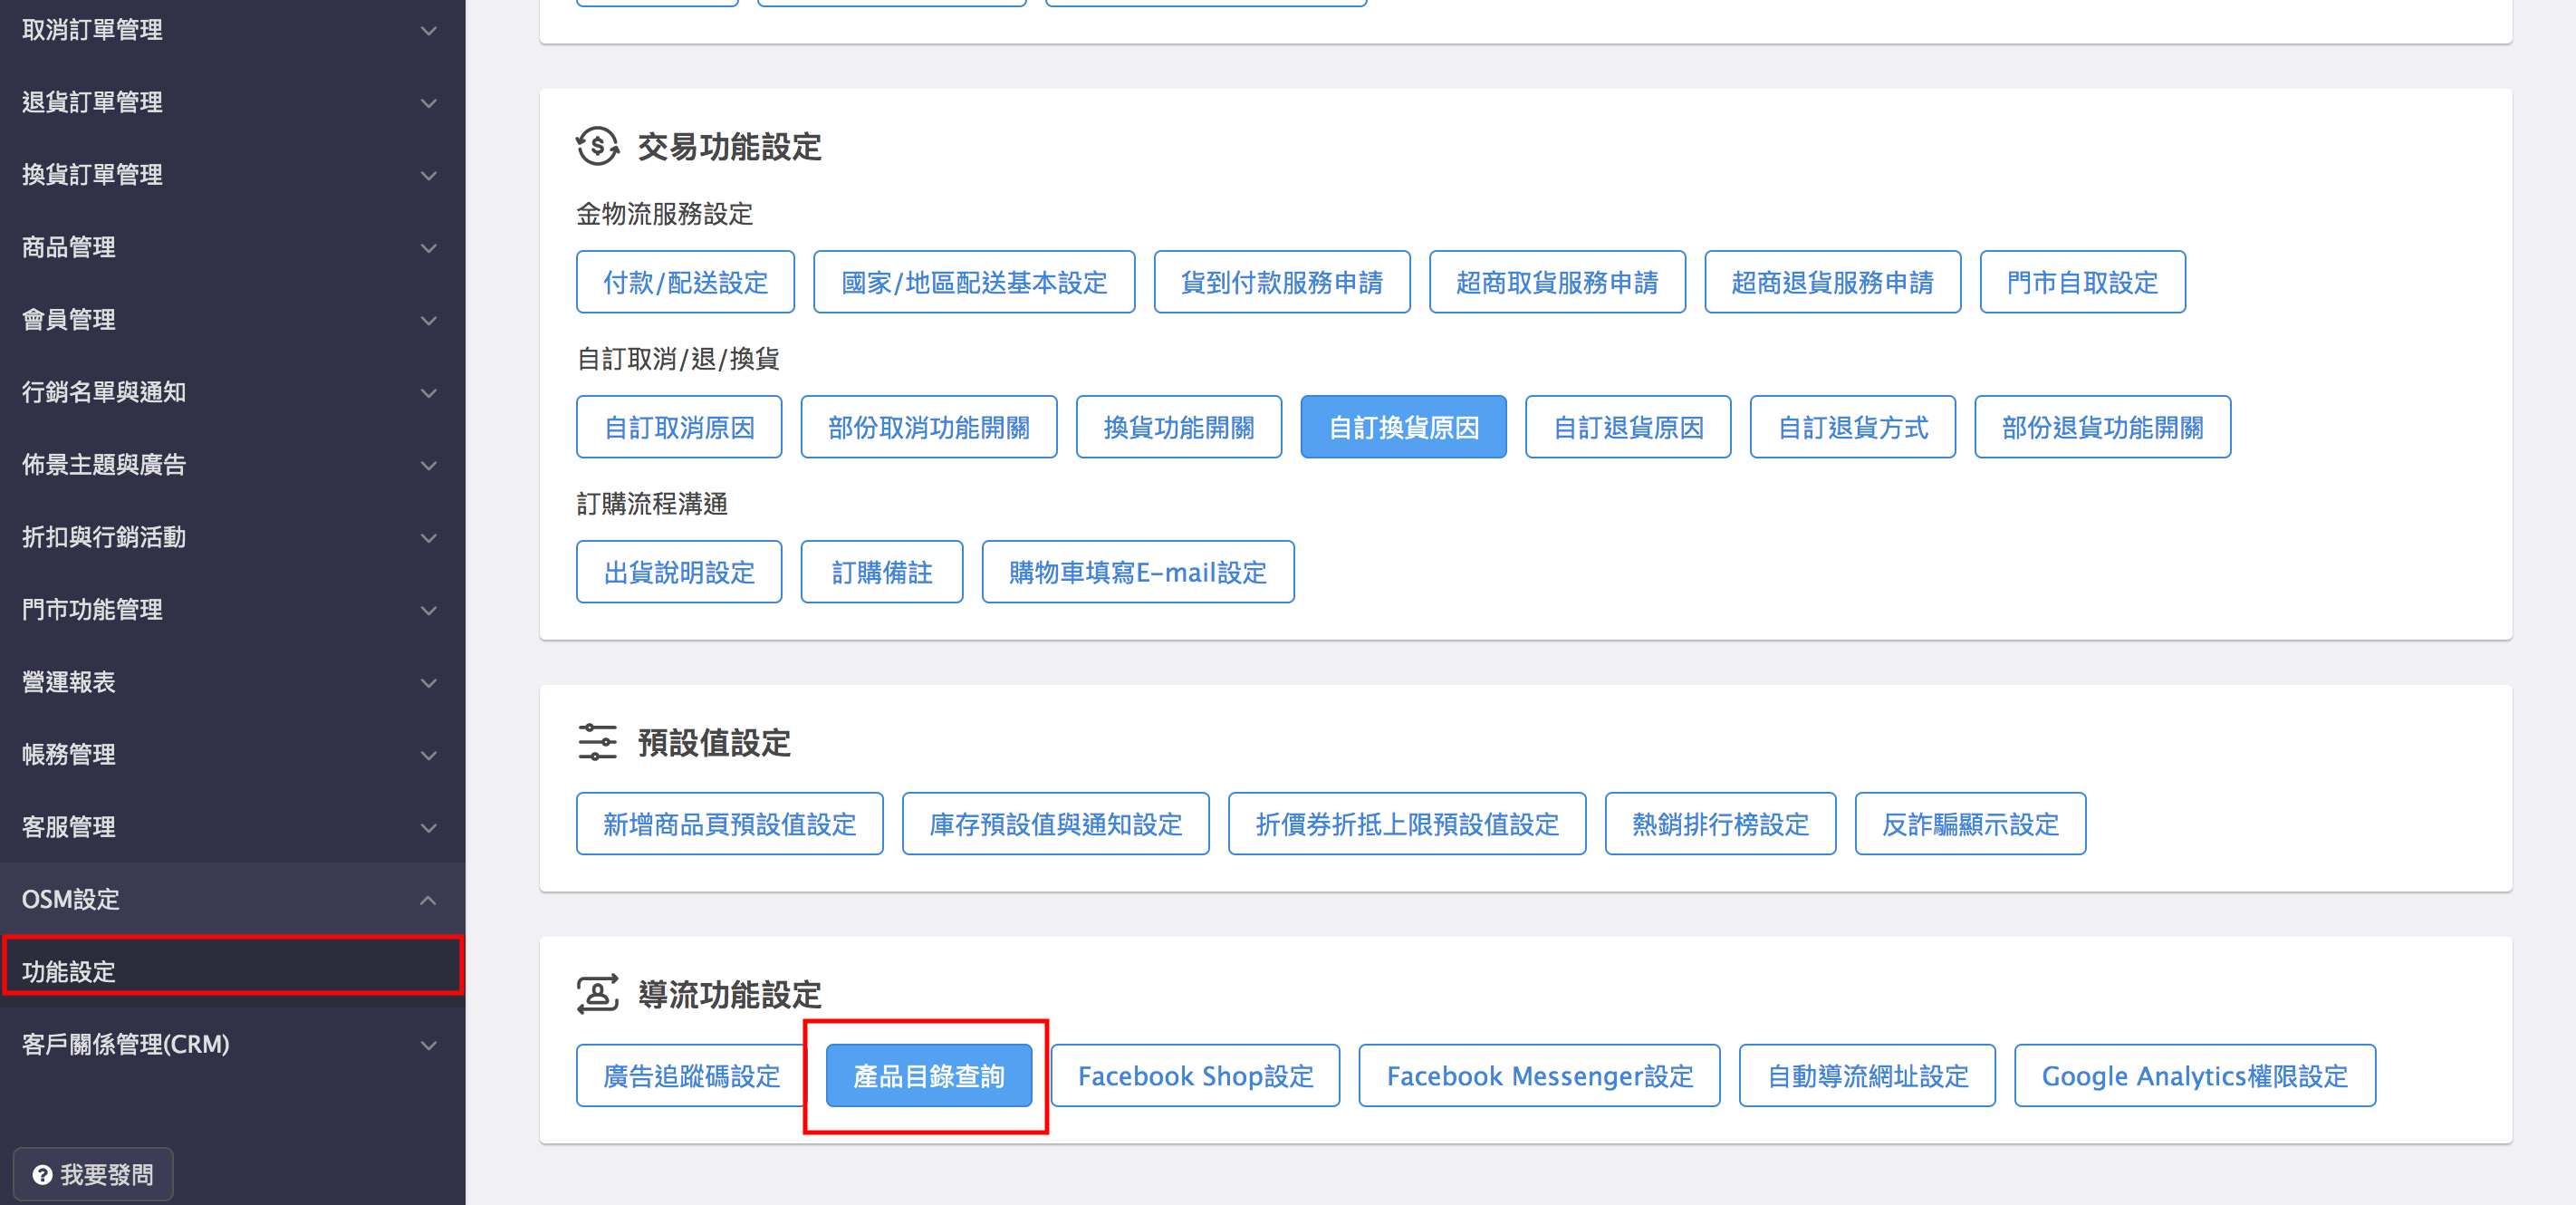 取消訂單管理
退貨訂單管理
換貨訂單管理
商品管理
會員管理
行銷名單與通知
佈景主題與廣告
折扣與行銷活動
門市功能管理
營運報表
帳務管理
客服管理
OSM設定
功能設定
客戶關係管理(CRM)
我要發問
交易功能設定
金物流服務設定
付款/配送設定 國家/地區配送基本設定 貨到付款服務申請 超商取貨服務申請 超商退貨服務申請 門市自取設定
自訂取消/退/換貨
自訂取消原因 部份取消功能開關 換貨功能開關 自訂換貨原因 自訂退貨原因 自訂退貨方式 部份退貨功能開關
訂購流程溝通
出貨說明設定 訂購備註 購物車填寫E-mail設定
預設值設定
新增商品頁預設值設定 庫存預設值與通知設定 折價券折抵上限預設值設定 熱銷排行榜設定 反詐騙顯示設定
導流功能設定
廣告追蹤碼設定 產品目錄查詢 Facebook Shop設定 Facebook Messenger設定 自動導流網址設定 Google Analytics權限設定